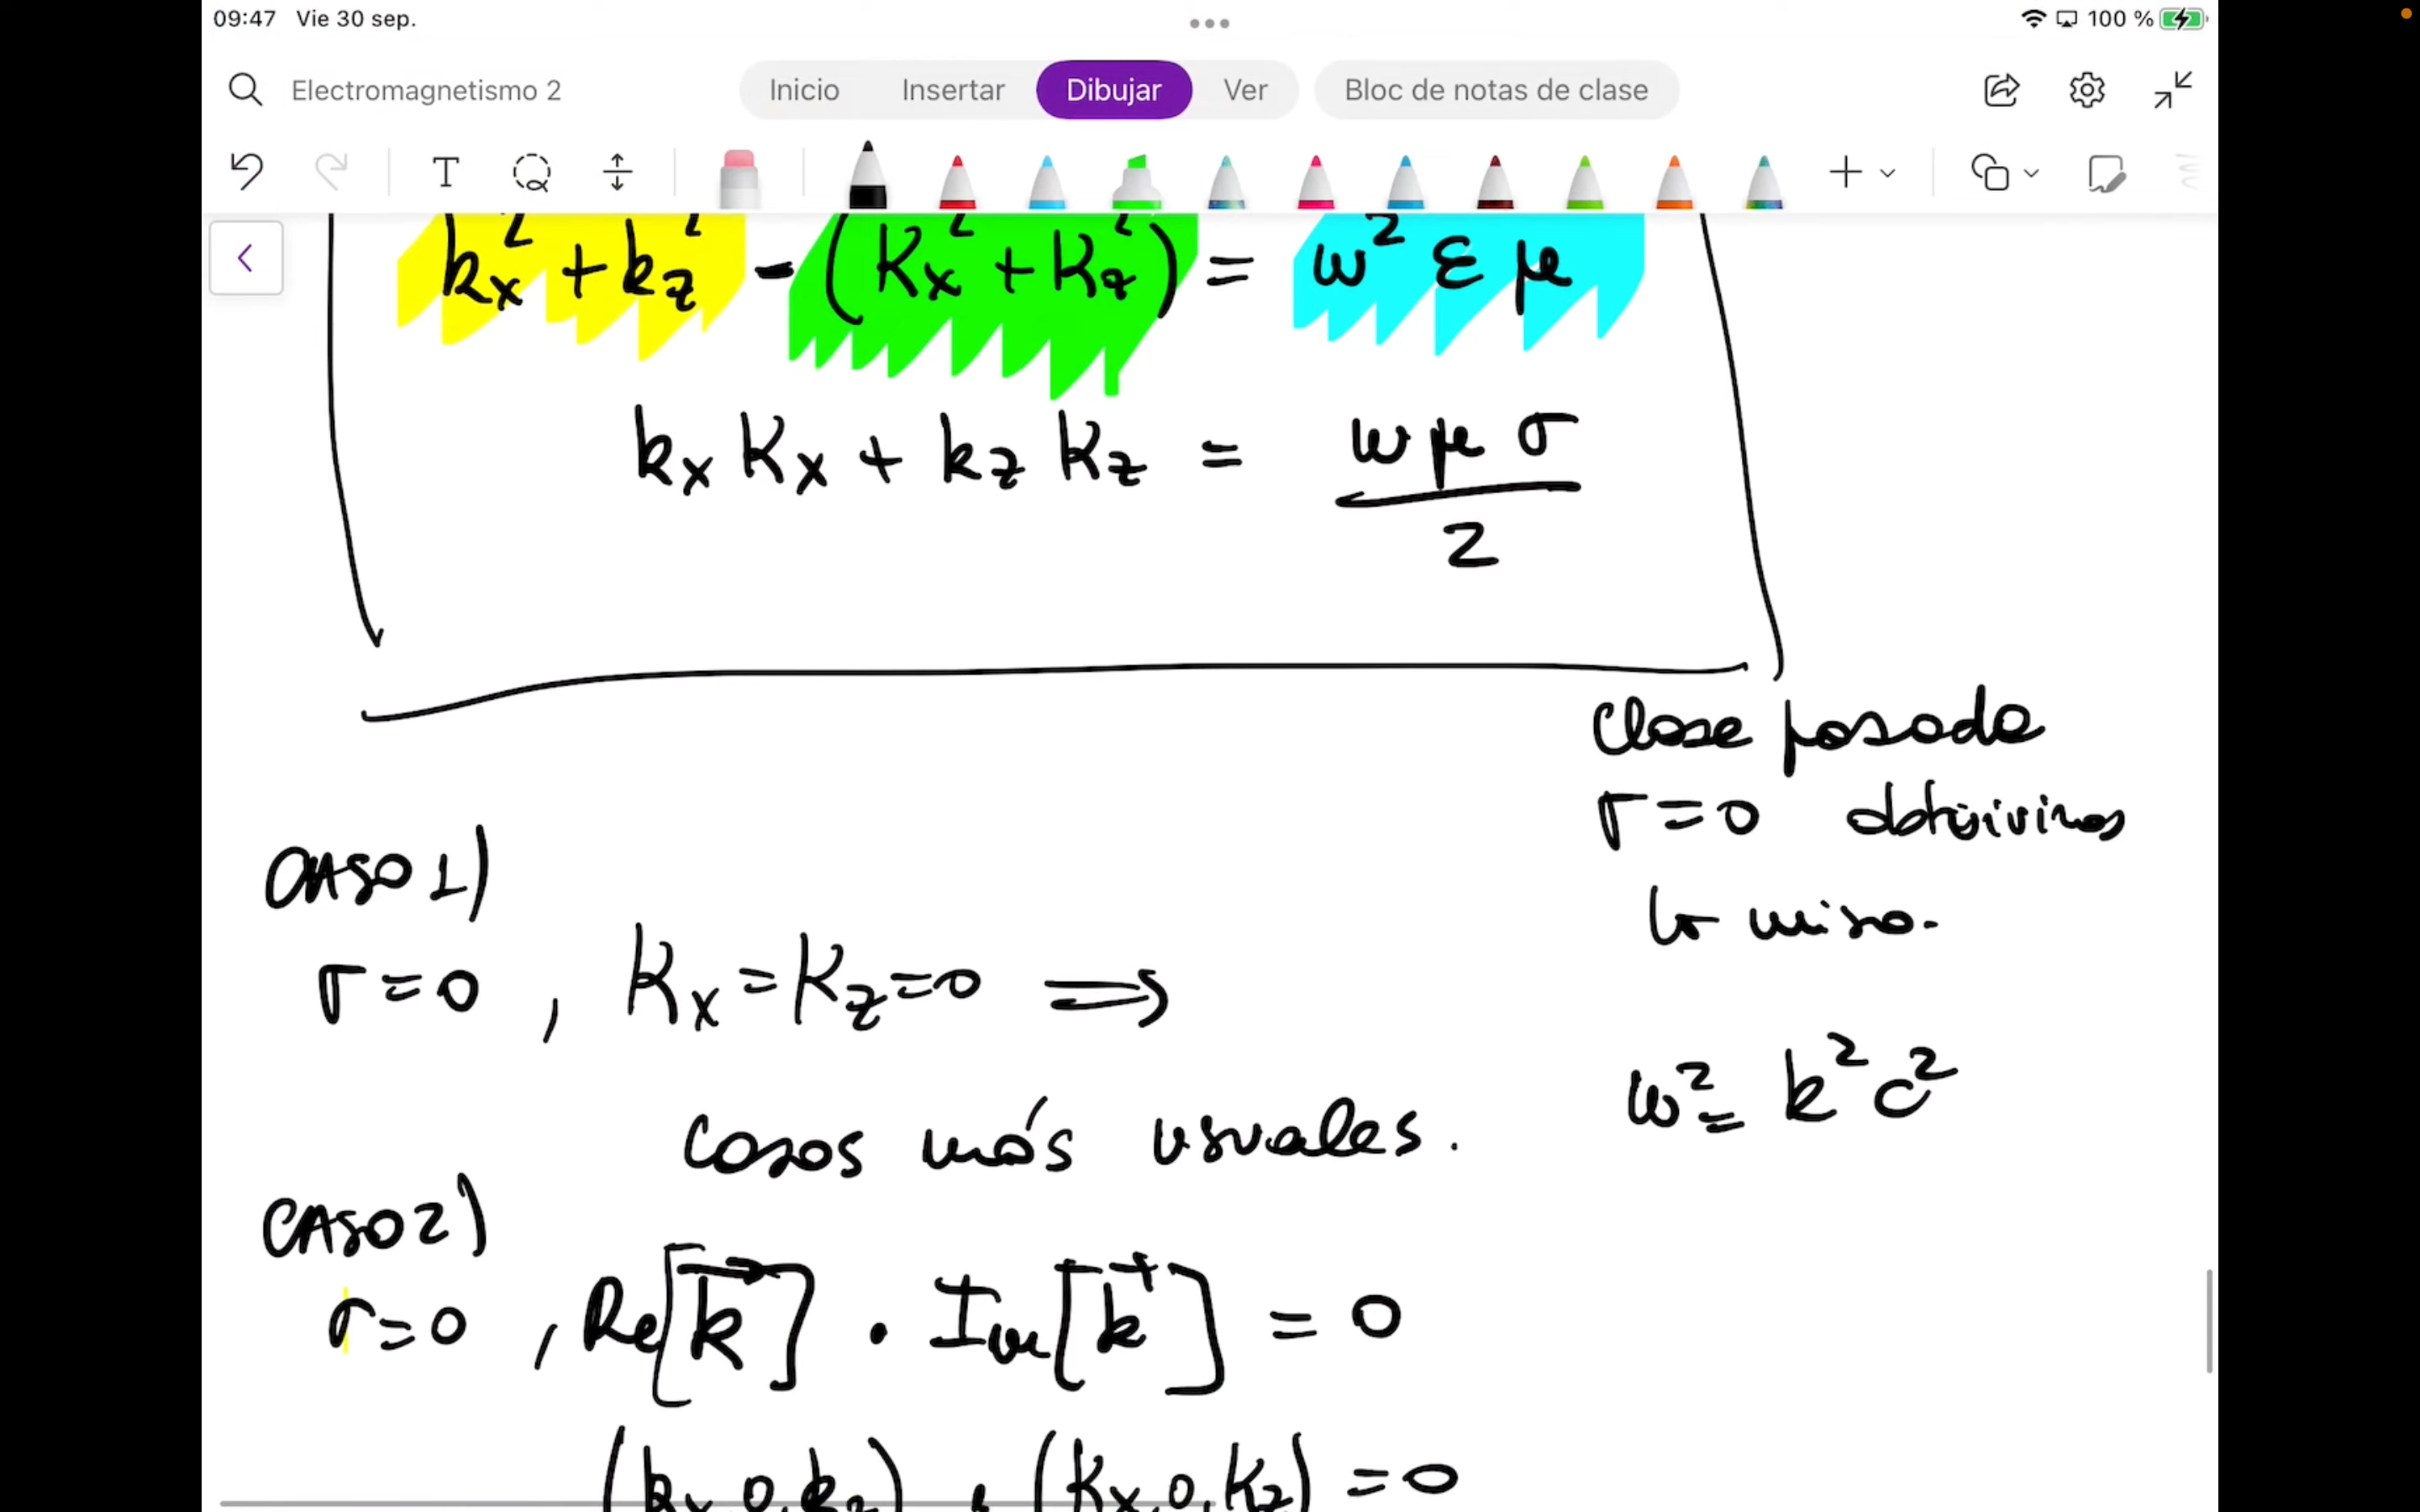 09:47 Vie 30 sep. 100 %
Electromagnetismo 2 Inicio Insertar Dibujar Ver Bloc de notas de clase
T
kx² + kz² - (Kx² + Kz²) = ω² ε μ
kx Kx + kz Kz = ω μ σ / 2
Clase pasada
σ=0 obtuvimos
lo mismo.
ω² = k² c²
CASO 1)
σ=0 , Kx = Kz = 0 ⟹
Casos más usuales.
CASO 2)
σ=0 , Re[k⃗] · Im[k⃗] = 0
(kx, 0, kz) · (Kx, 0, Kz) = 0